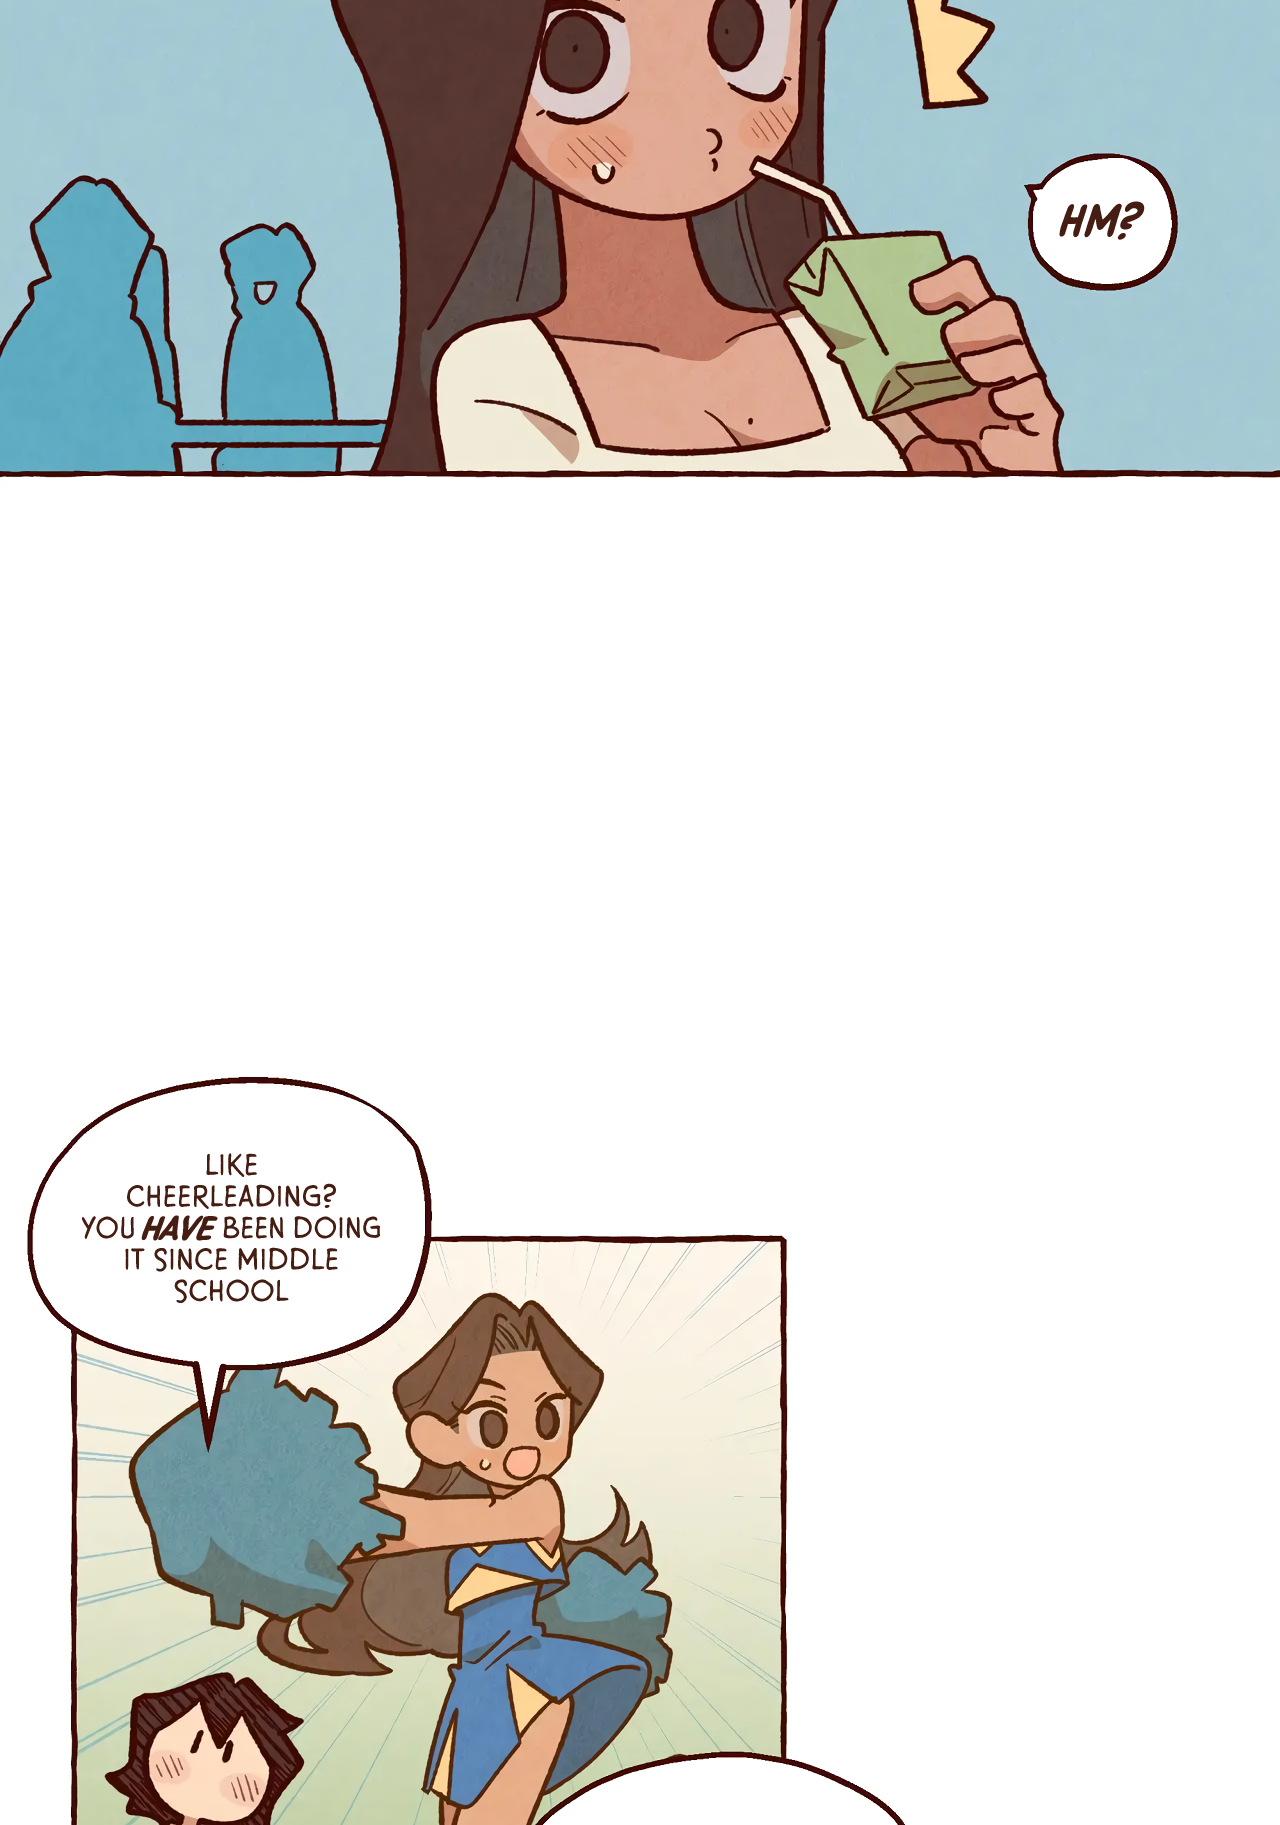 HM?
LIKE
CHEERLEADING?
YOU HAVE BEEN DOING
IT SINCE MIDDLE
SCHOOL